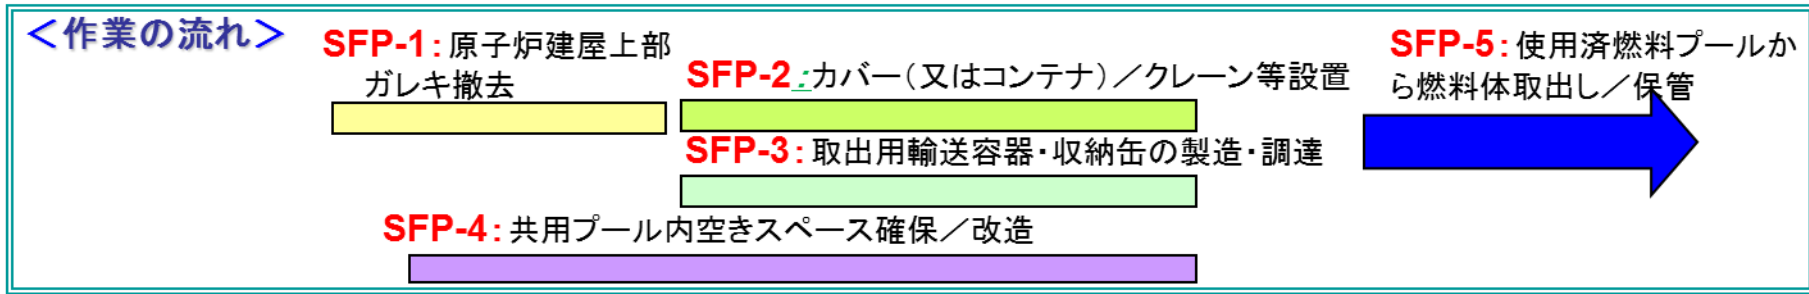 ＜作業の流れ＞
SFP-1：原子炉建屋上部
ガレキ撤去
SFP-2：カバー（又はコンテナ）／クレーン等設置
SFP-3：取出用輸送容器・収納缶の製造・調達
SFP-4：共用プール内空きスペース確保／改造
SFP-5：使用済燃料プールか
ら燃料体取出し／保管